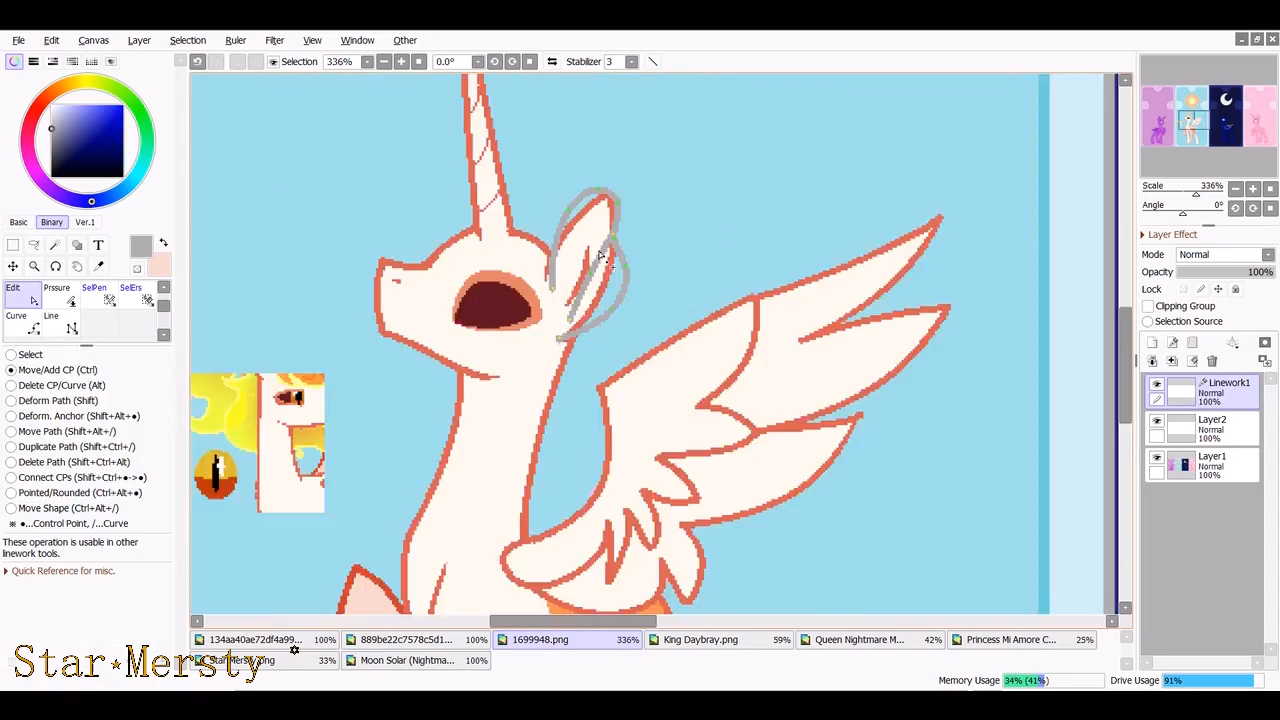 File Edit Canvas Layer Selection Ruler Filter View Window Other
Selection 336% 0.0° Stabilizer 3
Scale 336%
Angle 0°
Layer Effect
Mode Normal
Opacity 100%
Lock
Clipping Group
Selection Source
Linework1
Normal
100%
Layer2
Normal
100%
Layer1
Normal
100%
Basic Binary Ver.1
Edit Prssure SelPen SelErs
Curve Line
Select
Move/Add CP (Ctrl)
Delete CP/Curve (Alt)
Deform Path (Shift)
Deform. Anchor (Shift+Alt+●)
Move Path (Shift+Alt+/)
Duplicate Path (Shift+Ctrl+/)
Delete Path (Shift+Ctrl+Alt)
Connect CPs (Shift+Ctrl+●->●)
Pointed/Rounded (Ctrl+Alt+●)
Move Shape (Ctrl+Alt+/)
※ ●...Control Point, /...Curve
These operation is usable in other
linework tools.
Quick Reference for misc.
134aa40ae72df4a99... 100% 889be22c7578c5d1... 100% 1699948.png 336% King Daybray.png 59% Queen Nightmare M... 42% Princess Mi Amore C... 25%
33% Moon Solar (Nightma... 100%
Star★Mersty
Memory Usage 34% (41%) Drive Usage 91%